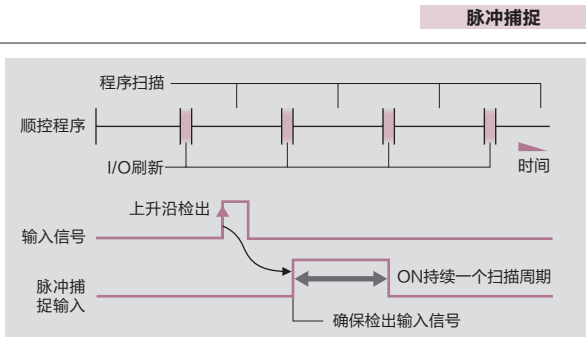 脉冲捕捉
程序扫描
顺控程序
I/O刷新
时间
上升沿检出
输入信号
脉冲捕
捉输入
ON持续一个扫描周期
确保检出输入信号